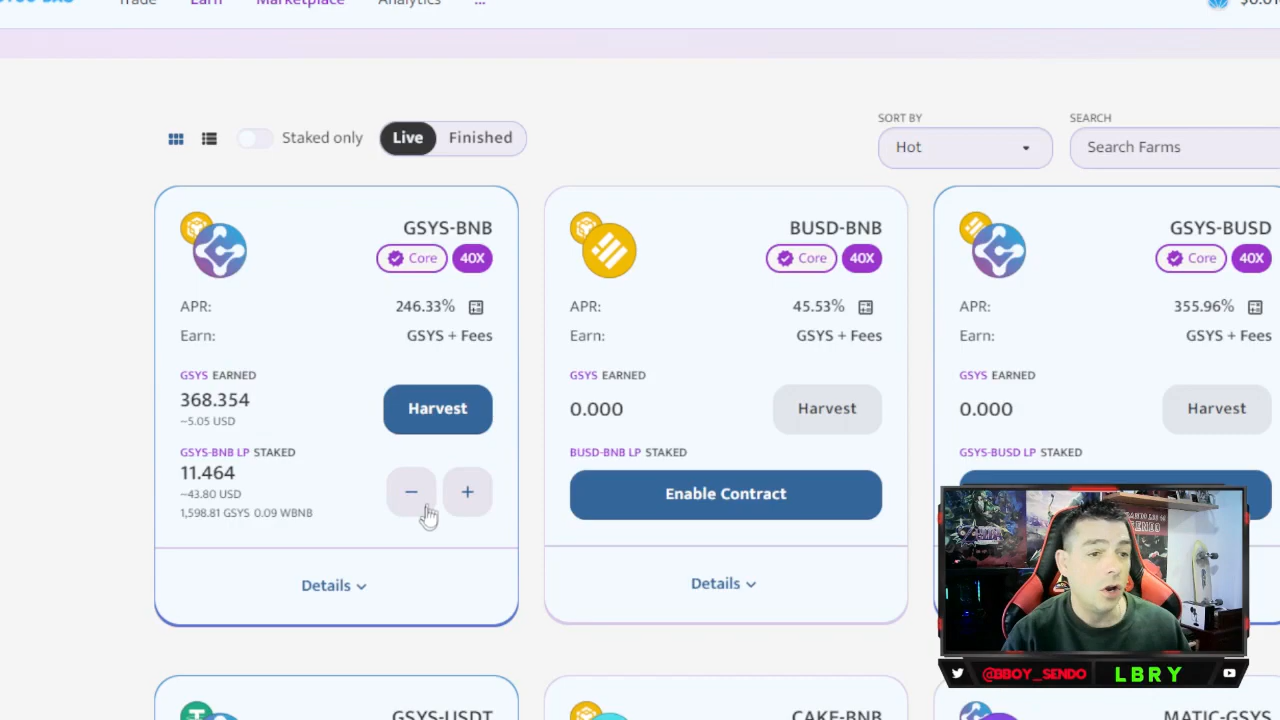 Trade Earn Marketplace Analytics ...
Staked only Live Finished
SORT BY
Hot
SEARCH
Search Farms
GSYS-BNB
Core 40X
APR: 246.33%
Earn: GSYS + Fees
GSYS EARNED
368.354
~5.05 USD
Harvest
GSYS-BNB LP STAKED
11.464
~43.80 USD
1,598.81 GSYS 0.09 WBNB
− +
Details
BUSD-BNB
Core 40X
APR: 45.53%
Earn: GSYS + Fees
GSYS EARNED
0.000
Harvest
BUSD-BNB LP STAKED
Enable Contract
Details
GSYS-BUSD
Core 40X
APR: 355.96%
Earn: GSYS + Fees
GSYS EARNED
0.000
Harvest
GSYS-BUSD LP STAKED
GSYS-USDT
CAKE-BNB
MATIC-GSYS
@BBOY_SENDO LBRY